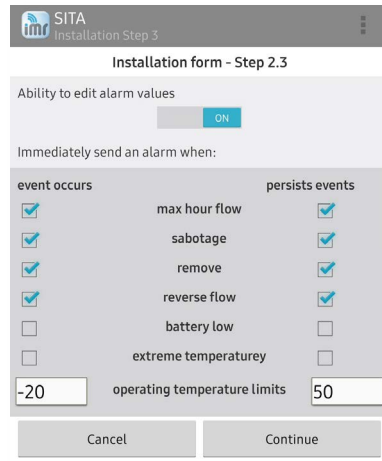 imr SITA
Installation Step 3
Installation form - Step 2.3
Ability to edit alarm values
ON
Immediately send an alarm when:
event occurs persists events
max hour flow
sabotage
remove
reverse flow
battery low
extreme temperaturey
-20 operating temperature limits 50
Cancel Continue